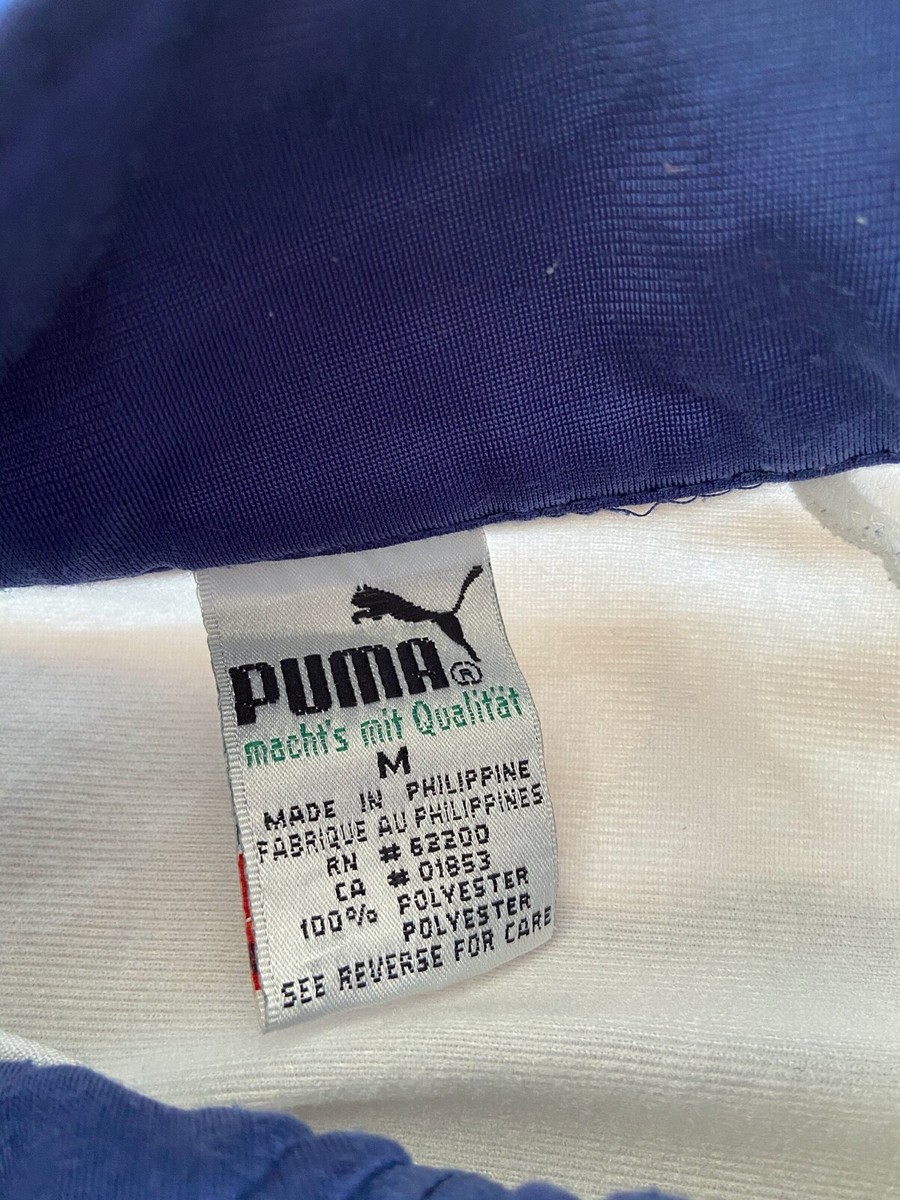 PUMA®
macht's mit Qualität
M
MADE IN PHILIPPINE
FABRIQUE AU PHILIPPINES
RN # 62200
CA # 01853
100% POLYESTER
POLYESTER
SEE REVERSE FOR CARE